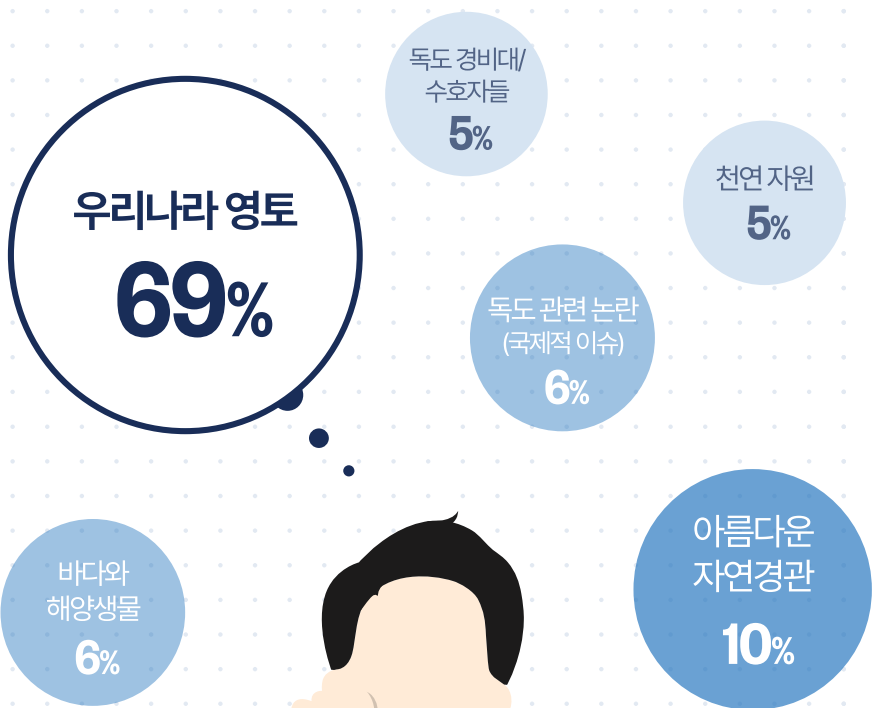 독도 경비대/
수호자들
5%
우리나라 영토
69%
천연 자원
5%
독도 관련 논란
(국제적 이슈)
6%
아름다운
자연경관
10%
바다와
해양생물
6%